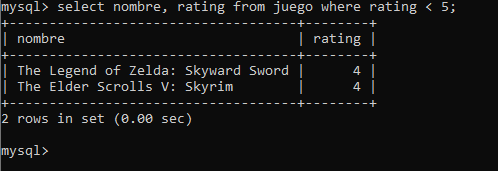 mysql> select nombre, rating from juego where rating < 5;
+--------------------------------------+--------+
| nombre                               | rating |
+--------------------------------------+--------+
| The Legend of Zelda: Skyward Sword |      4 |
| The Elder Scrolls V: Skyrim          |      4 |
+--------------------------------------+--------+
2 rows in set (0.00 sec)
mysql>